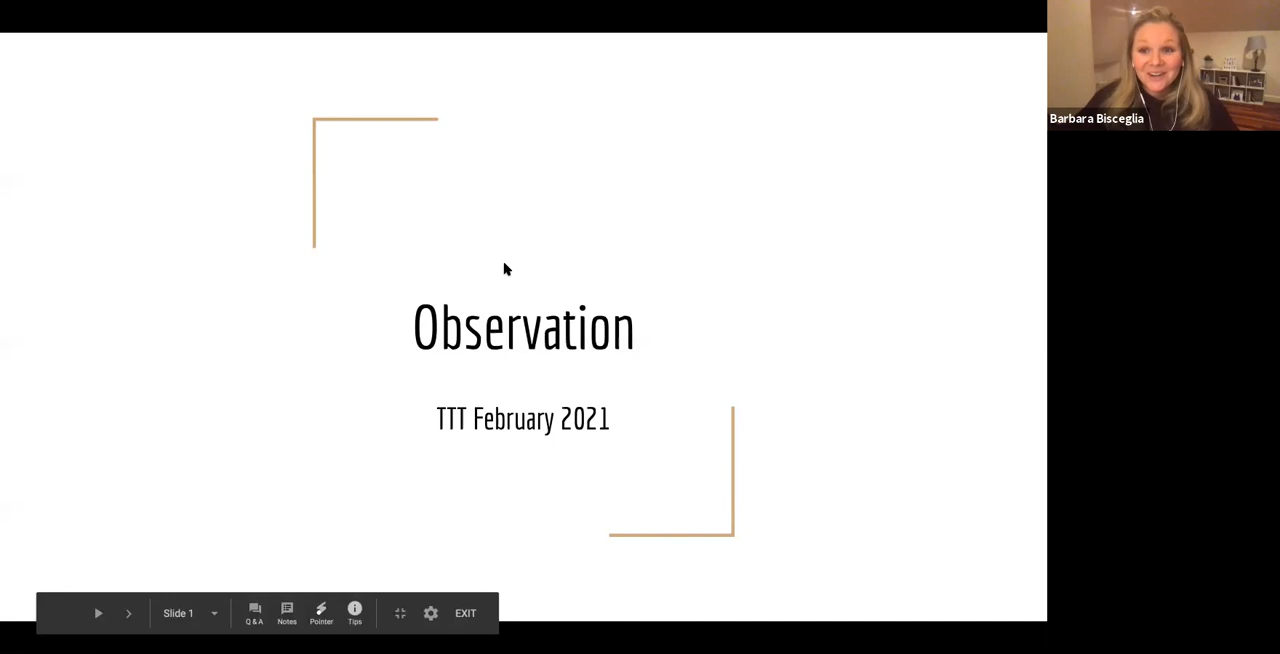 Barbara Bisceglia
Observation
TTT February 2021
Slide 1
Q & A
Notes
Pointer
Tips
EXIT